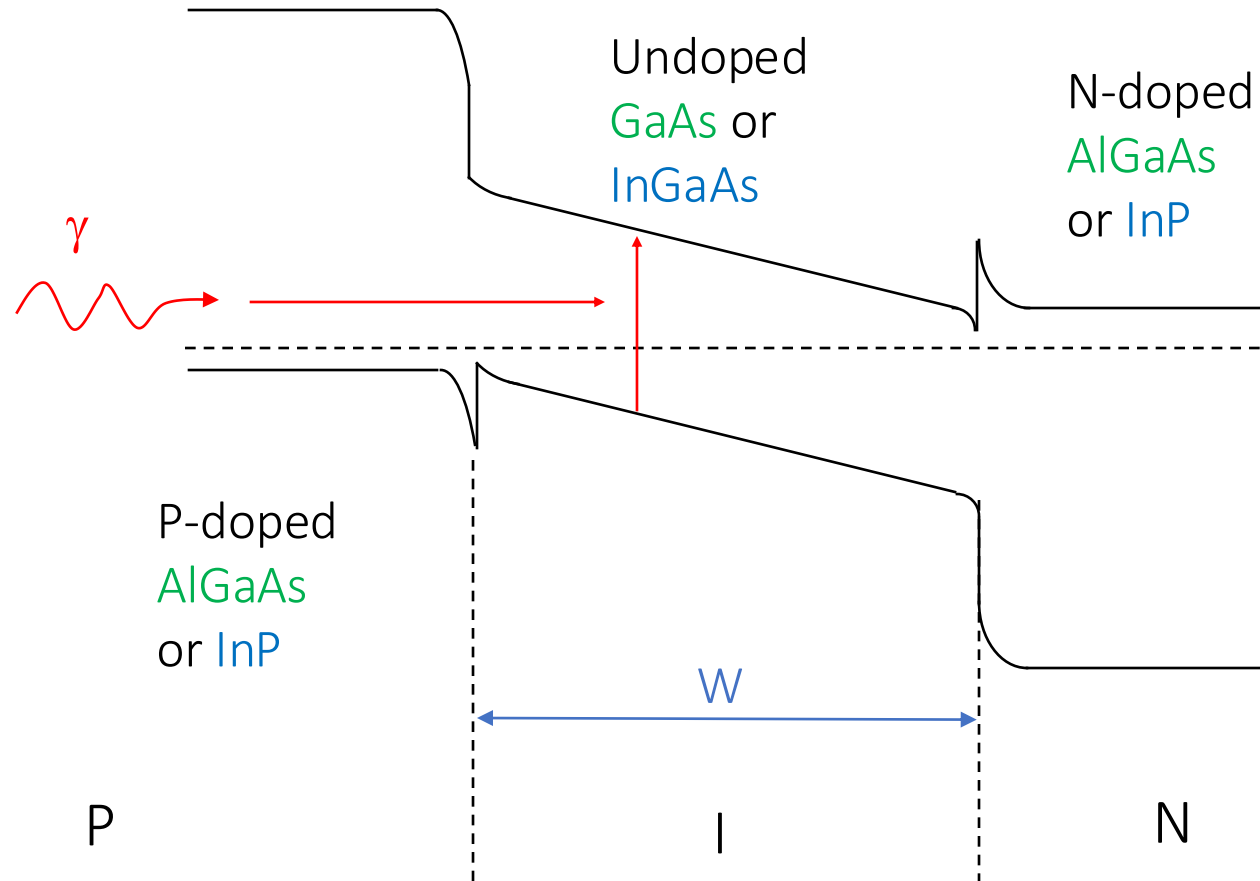 Undoped
GaAs or
InGaAs
N-doped
AlGaAs
or InP
γ
P-doped
AlGaAs
or InP
W
P
I
N